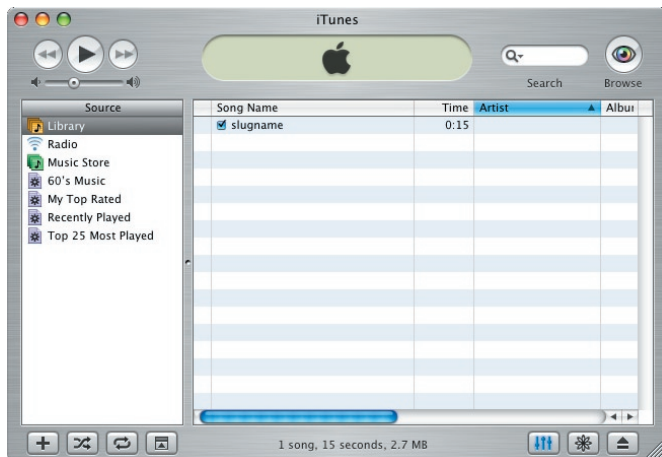 iTunes
Search
Browse
Source
Library
Radio
Music Store
60's Music
My Top Rated
Recently Played
Top 25 Most Played
Song Name Time Artist Albu
slugname 0:15
1 song, 15 seconds, 2.7 MB